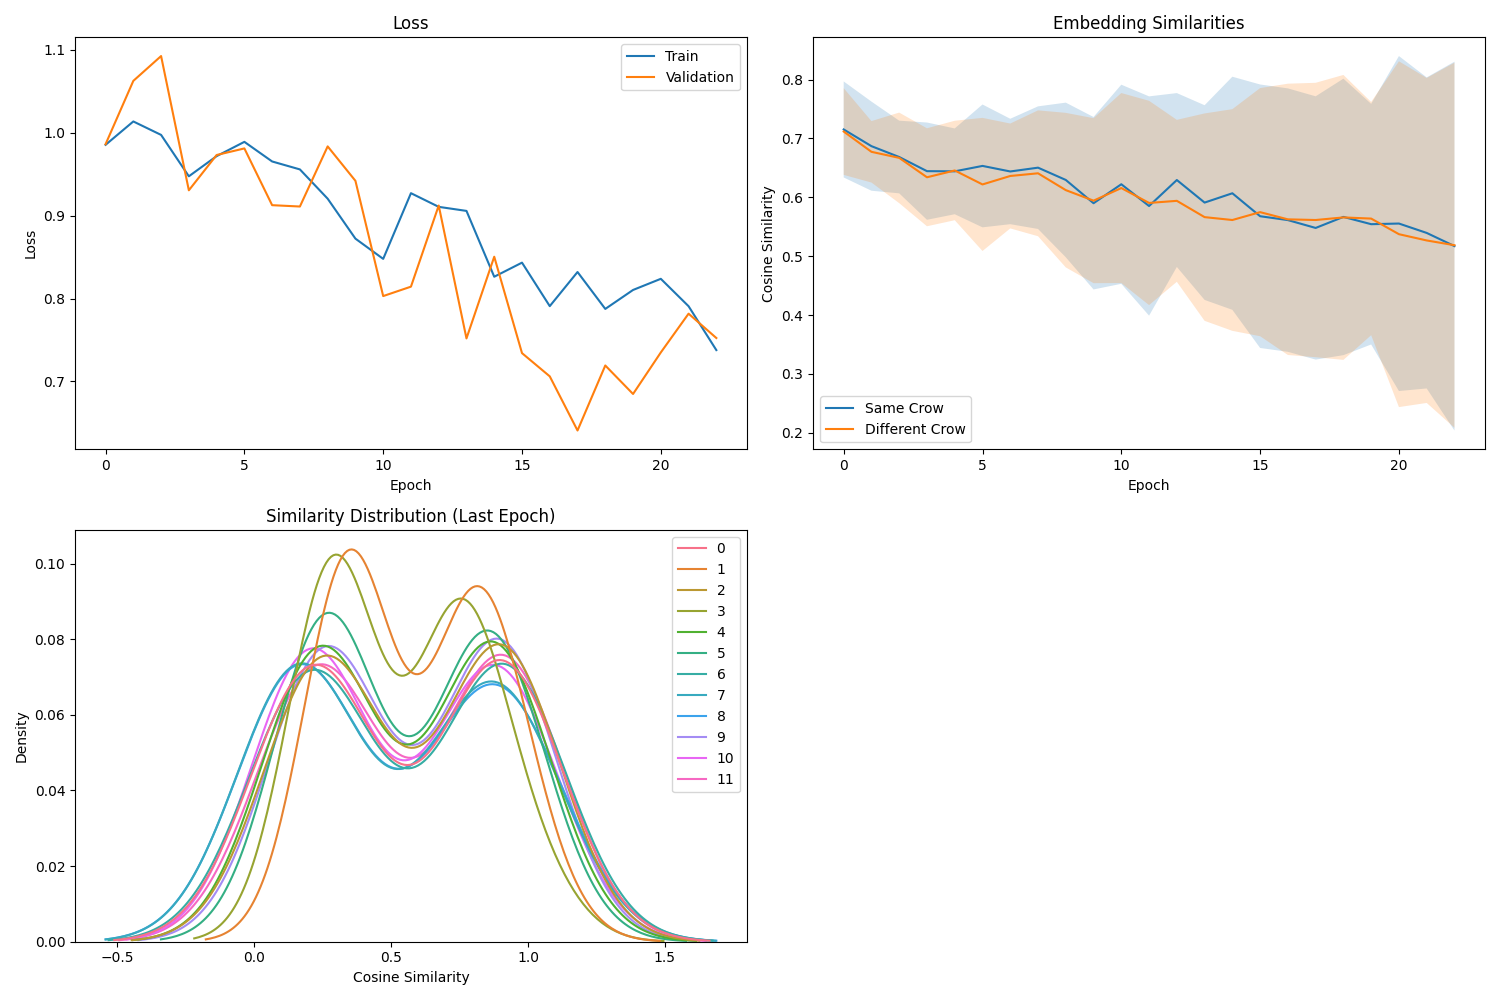 Loss
1.1
1.0
0.9
0.8
0.7
Loss
0 5 10 15 20
Epoch
Train
Validation
Embedding Similarities
0.8
0.7
0.6
0.5
0.4
0.3
0.2
Cosine Similarity
0 5 10 15 20
Epoch
Same Crow
Different Crow
Similarity Distribution (Last Epoch)
0.10
0.08
0.06
0.04
0.02
0.00
Density
−0.5 0.0 0.5 1.0 1.5
Cosine Similarity
0
1
2
3
4
5
6
7
8
9
10
11